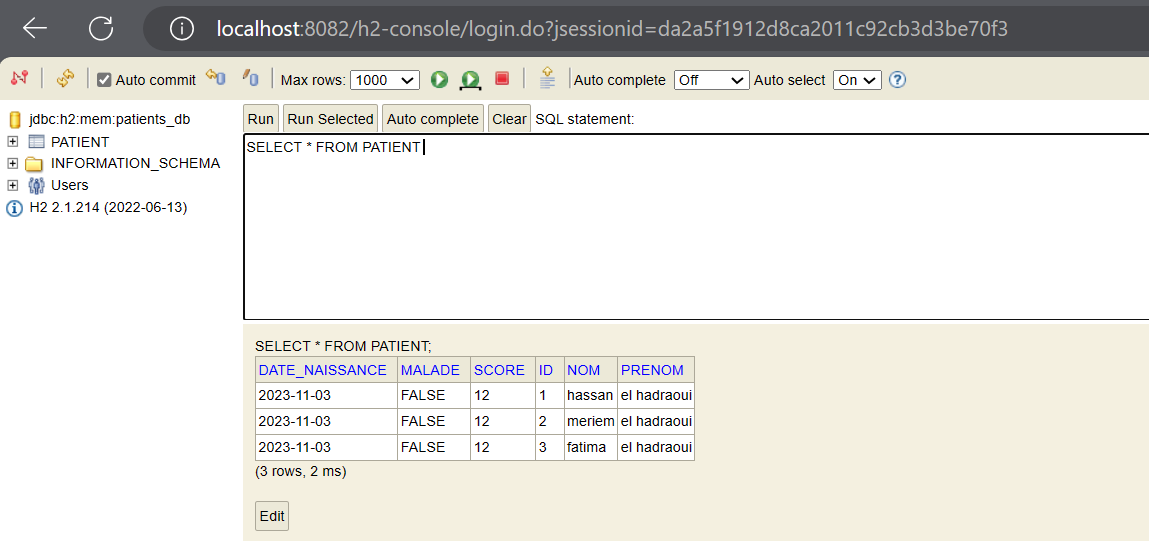 localhost:8082/h2-console/login.do?jsessionid=da2a5f1912d8ca2011c92cb3d3be70f3
Auto commit Max rows: 1000 Auto complete Off Auto select On
jdbc:h2:mem:patients_db
PATIENT
INFORMATION_SCHEMA
Users
H2 2.1.214 (2022-06-13)
Run Run Selected Auto complete Clear SQL statement:
SELECT * FROM PATIENT
SELECT * FROM PATIENT;
DATE_NAISSANCE MALADE SCORE ID NOM PRENOM
2023-11-03 FALSE 12 1 hassan el hadraoui
2023-11-03 FALSE 12 2 meriem el hadraoui
2023-11-03 FALSE 12 3 fatima el hadraoui
(3 rows, 2 ms)
Edit